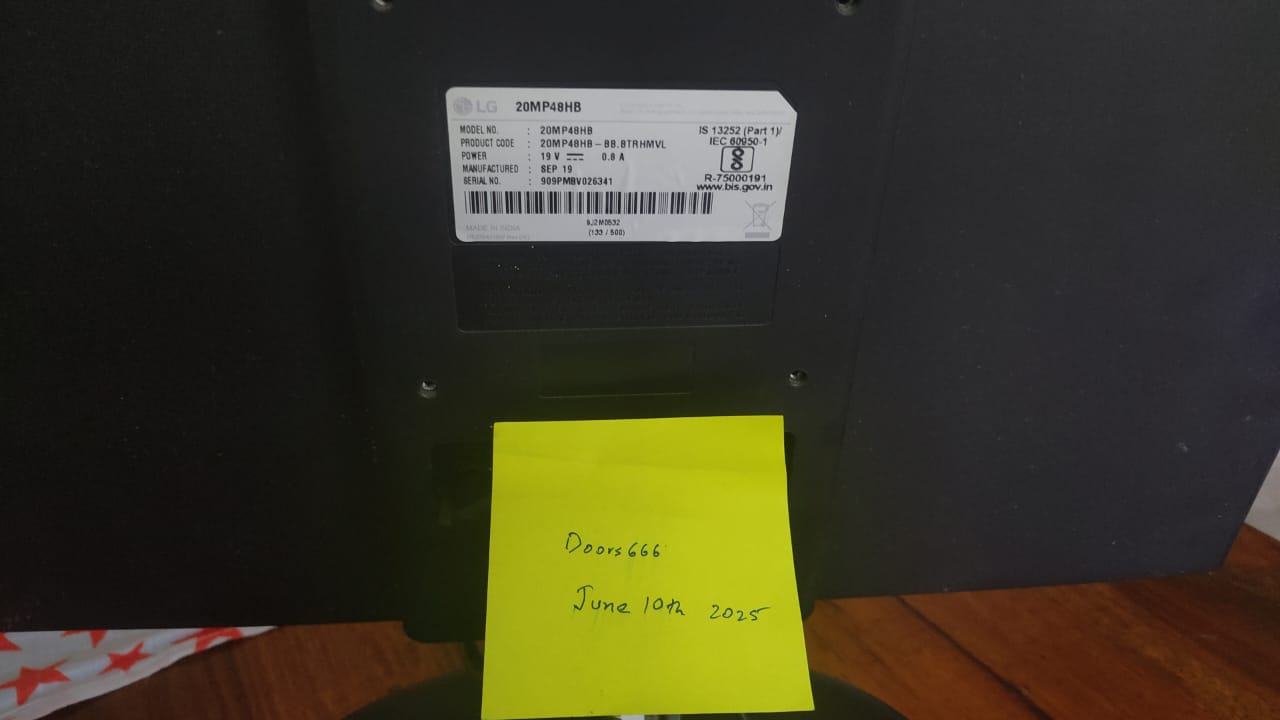 LG 20MP48HB
MODEL NO. : 20MP48HB
PRODUCT CODE : 20MP48HB-BB.BTRHMVL
POWER : 19 V ⎓ 0.8 A
MANUFACTURED : SEP 19
SERIAL NO. : 909PMBV026341
IS 13252 (Part 1)/
IEC 60950-1
R-75000191
www.bis.gov.in
9J2M0532
(133 / 500)
MADE IN INDIA
Doors666
June 10th 2025